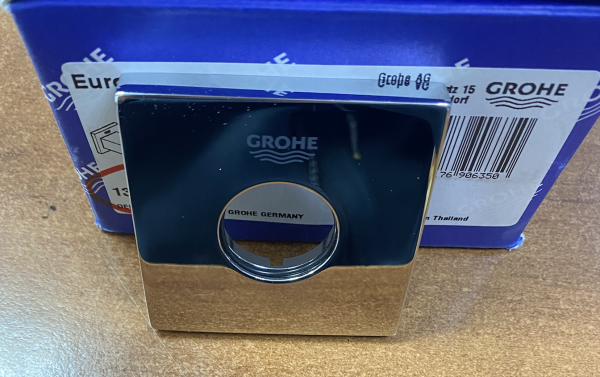 Euro
Grohe AG
tz 15
dorf
GROHE
GROHE
76 906350
13
GROHE GERMANY
n Thailand